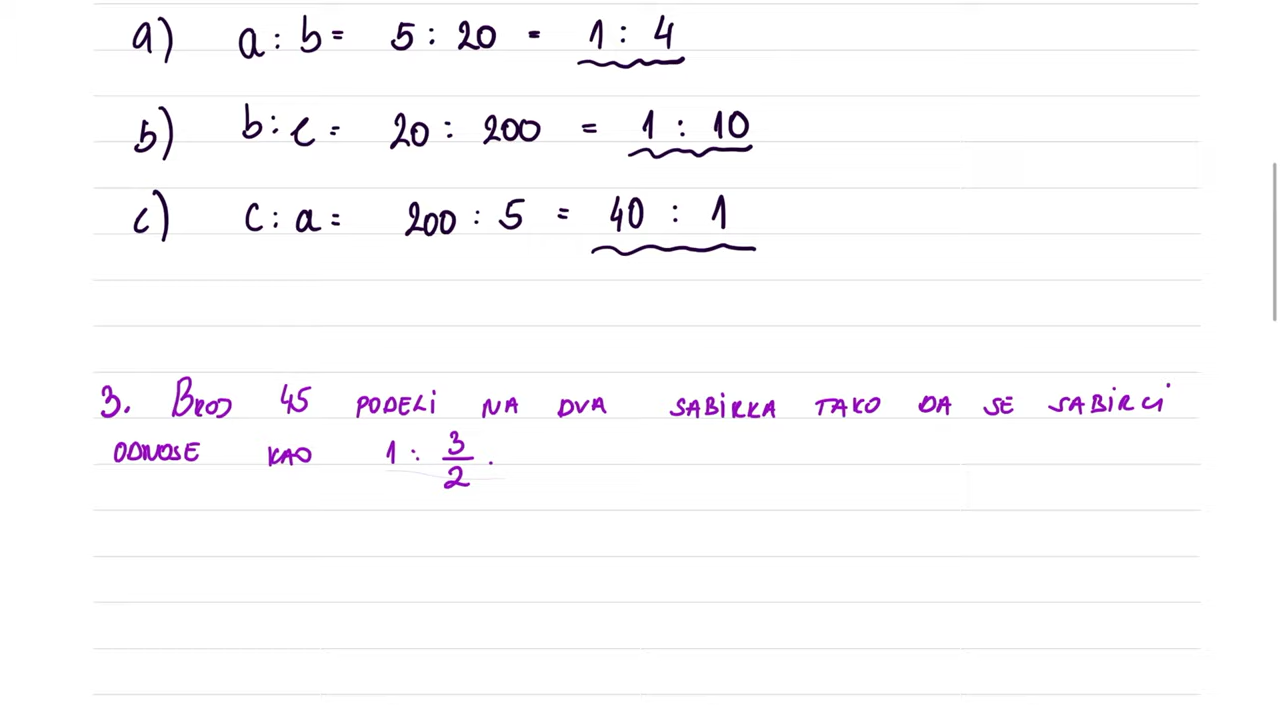 a) a : b = 5 : 20 = 1 : 4
b) b : c = 20 : 200 = 1 : 10
c) c : a = 200 : 5 = 40 : 1
3. BROJ 45 PODELI NA DVA SABIRKA TAKO DA SE SABIRCI
ODNOSE KAO 1 : 3/2 .